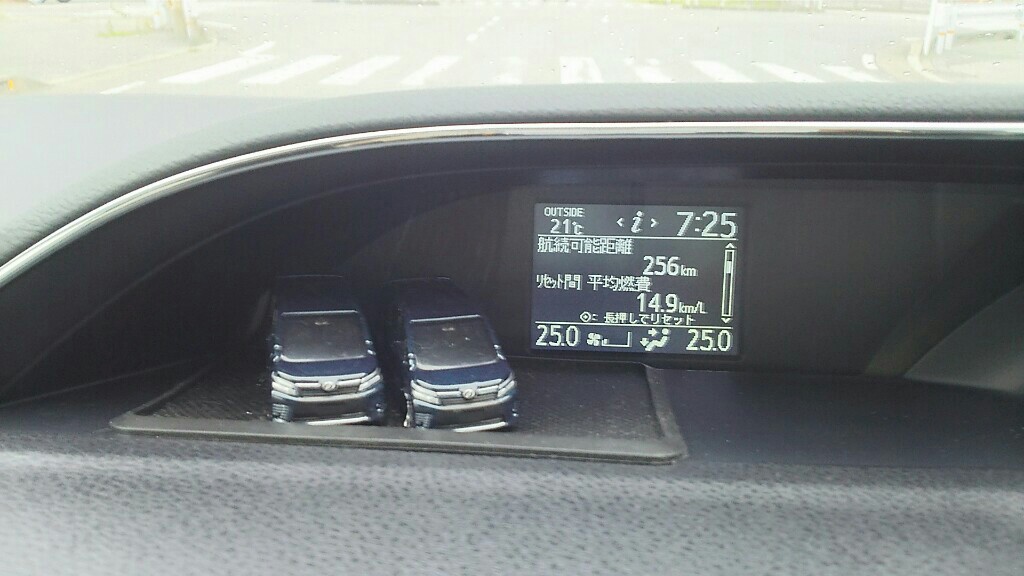 OUTSIDE
21℃ < i > 7:25
航続可能距離
256km
リセット間 平均燃費
14.9km/L
⊙: 長押しでリセット
25.0 25.0